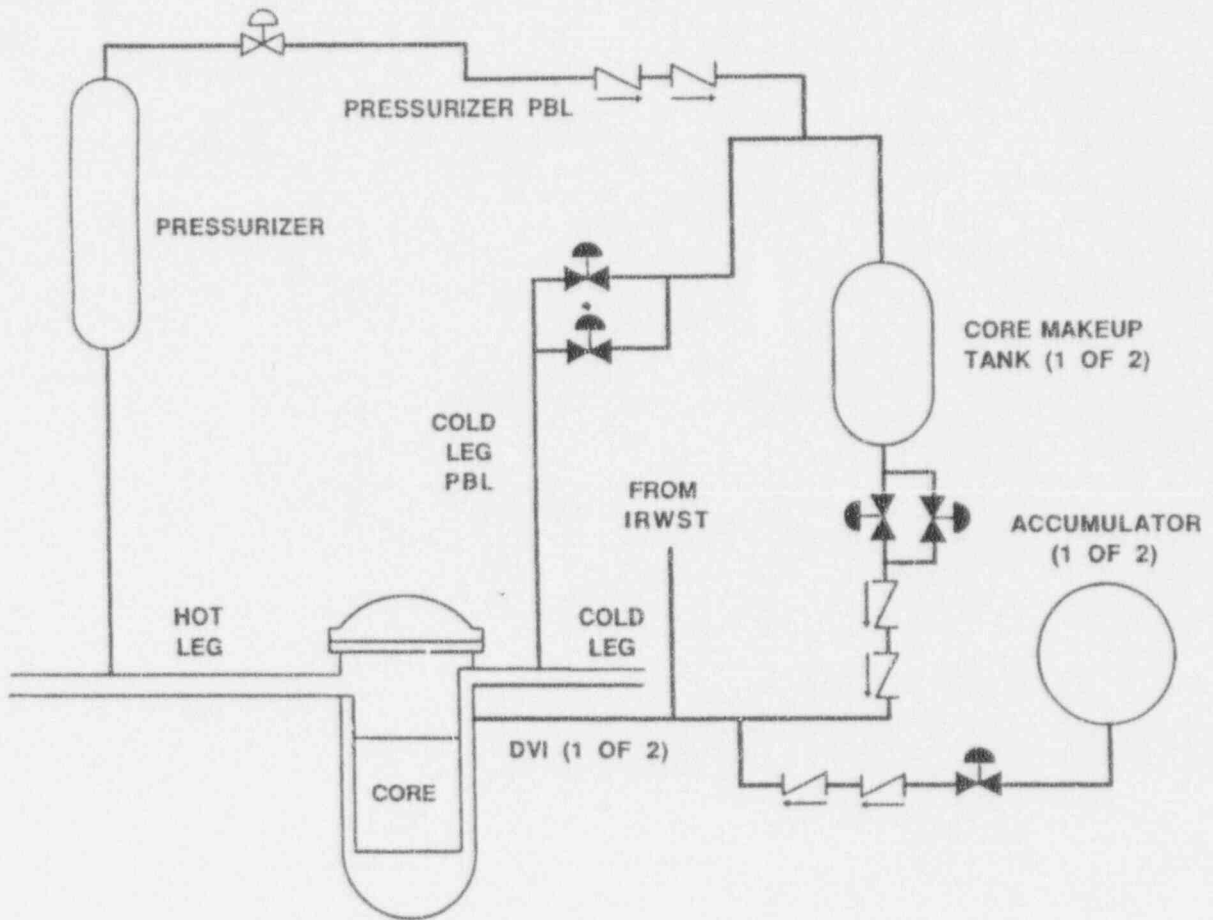 PRESSURIZER PBL
PRESSURIZER
CORE MAKEUP
TANK (1 OF 2)
COLD
LEG
PBL
FROM
IRWST
ACCUMULATOR
(1 OF 2)
HOT
LEG
COLD
LEG
DVI (1 OF 2)
CORE